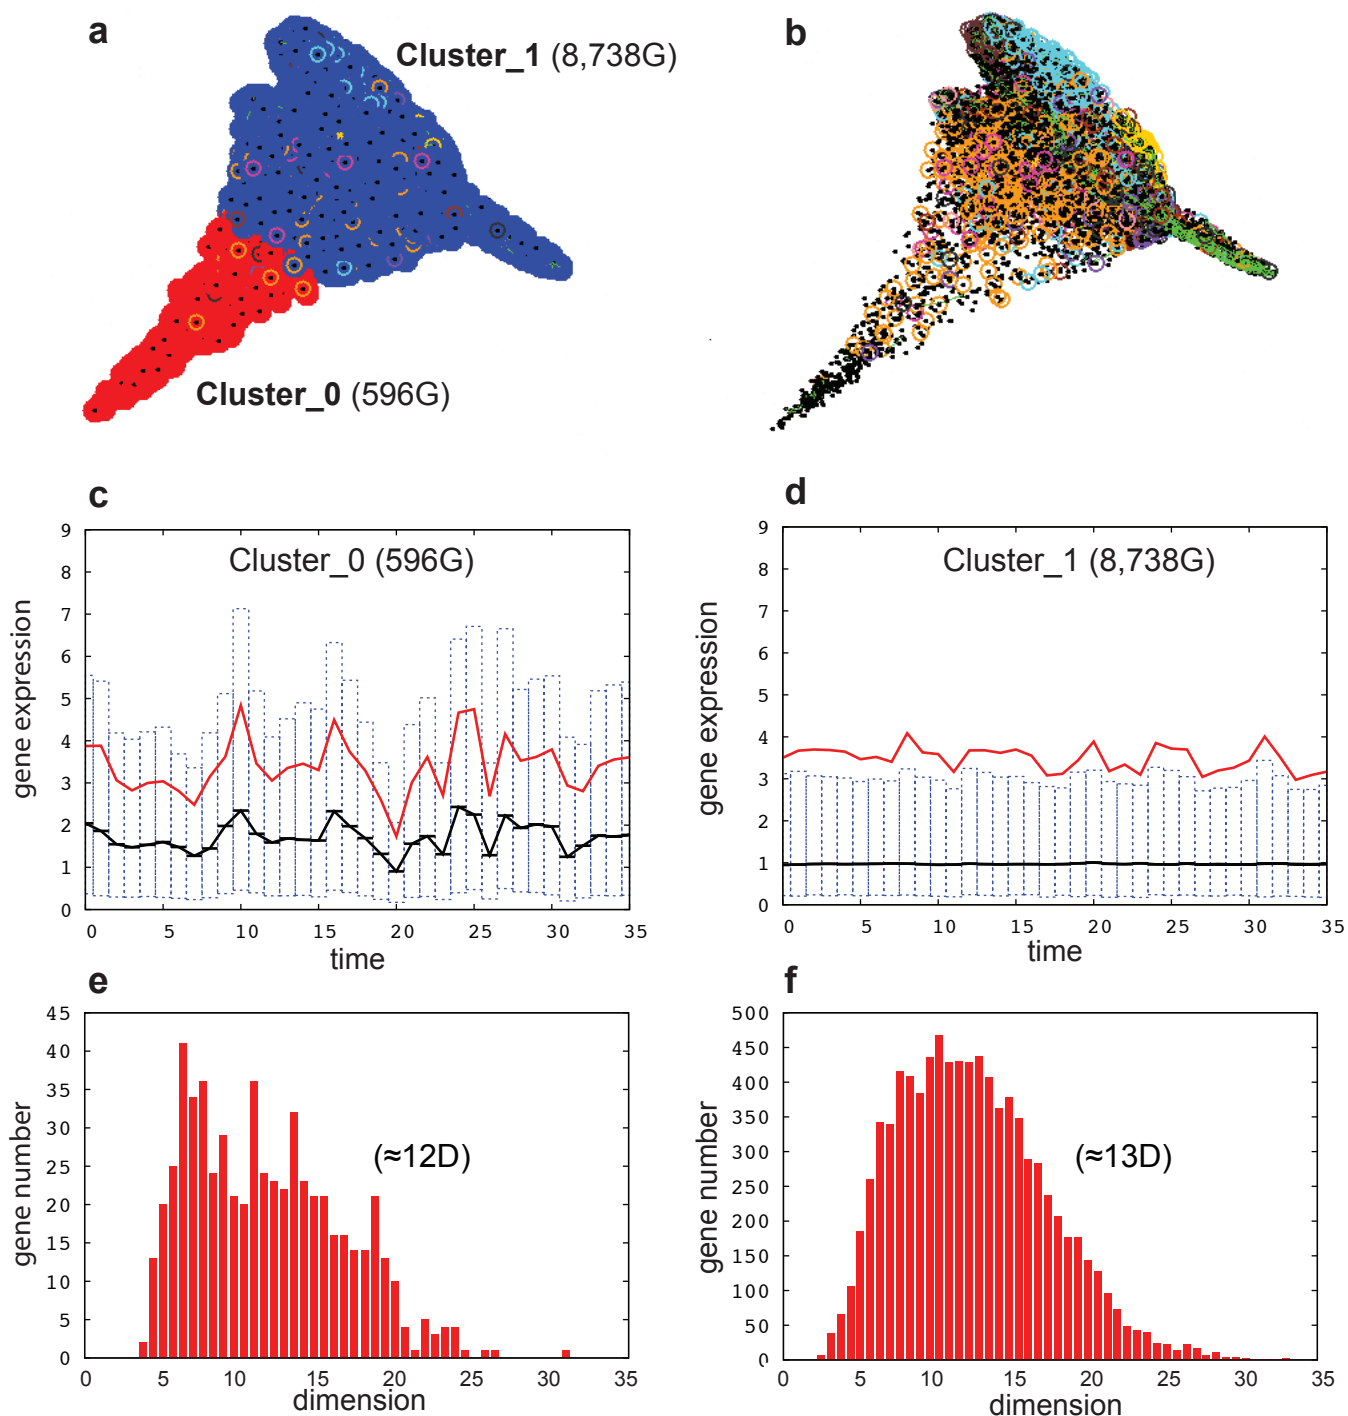 a
Cluster_1 (8,738G)
Cluster_0 (596G)
b
c
9
8
7
6
5
4
3
2
1
0
gene expression
Cluster_0 (596G)
0 5 10 15 20 25 30 35
time
d
9
8
7
6
5
4
3
2
1
0
gene expression
Cluster_1 (8,738G)
0 5 10 15 20 25 30 35
time
e
45
40
35
30
25
20
15
10
5
0
gene number
(≈12D)
0 5 10 15 20 25 30 35
dimension
f
500
450
400
350
300
250
200
150
100
50
0
gene number
(≈13D)
0 5 10 15 20 25 30 35
dimension